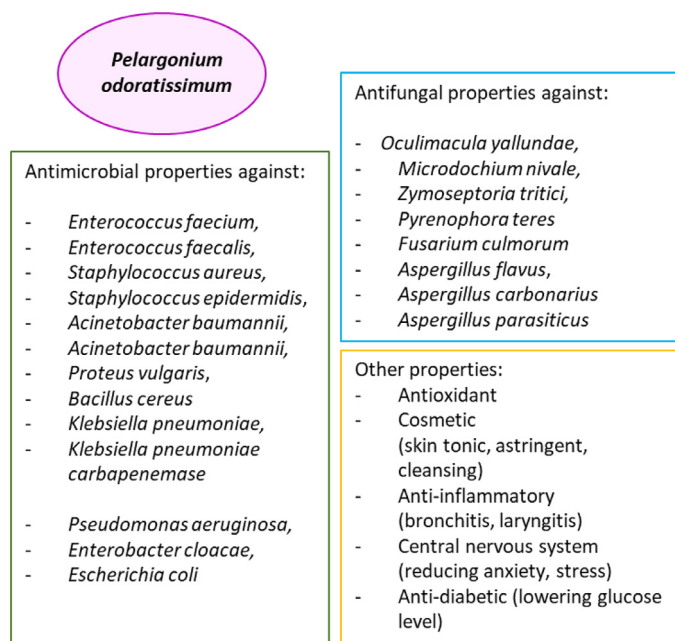 Pelargonium
odoratissimum
Antimicrobial properties against:
- Enterococcus faecium,
- Enterococcus faecalis,
- Staphylococcus aureus,
- Staphylococcus epidermidis,
- Acinetobacter baumannii,
- Acinetobacter baumannii,
- Proteus vulgaris,
- Bacillus cereus
- Klebsiella pneumoniae,
- Klebsiella pneumoniae
carbapenemase
- Pseudomonas aeruginosa,
- Enterobacter cloacae,
- Escherichia coli
Antifungal properties against:
- Oculimacula yallundae,
- Microdochium nivale,
- Zymoseptoria tritici,
- Pyrenophora teres
- Fusarium culmorum
- Aspergillus flavus,
- Aspergillus carbonarius
- Aspergillus parasiticus
Other properties:
- Antioxidant
- Cosmetic
(skin tonic, astringent,
cleansing)
- Anti-inflammatory
(bronchitis, laryngitis)
- Central nervous system
(reducing anxiety, stress)
- Anti-diabetic (lowering glucose
level)